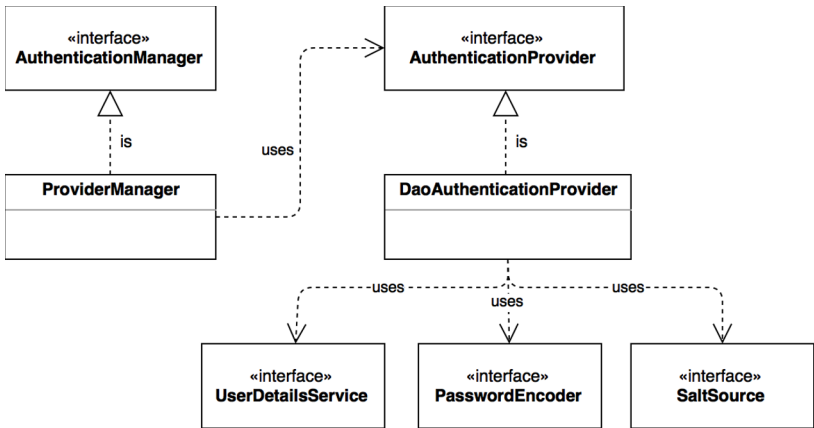 «interface»
AuthenticationManager
«interface»
AuthenticationProvider
is
uses
is
ProviderManager
DaoAuthenticationProvider
uses
uses
uses
«interface»
UserDetailsService
«interface»
PasswordEncoder
«interface»
SaltSource